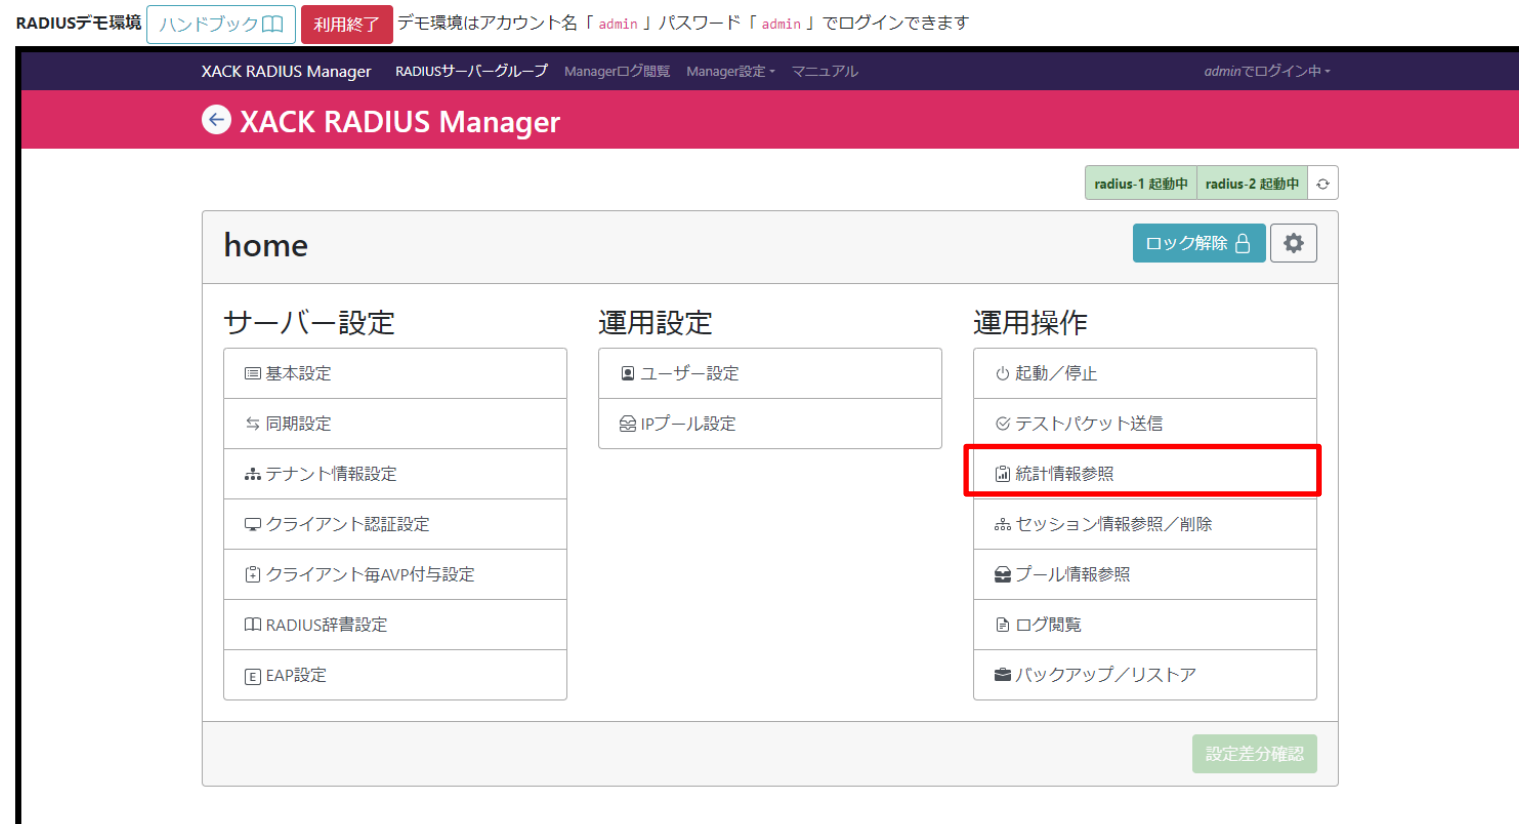 RADIUSデモ環境 ハンドブック 利用終了 デモ環境はアカウント名「 admin 」パスワード「 admin 」でログインできます
XACK RADIUS Manager RADIUSサーバーグループ Managerログ閲覧 Manager設定 マニュアル adminでログイン中
XACK RADIUS Manager
radius-1 起動中 radius-2 起動中
home ロック解除
サーバー設定
基本設定
同期設定
テナント情報設定
クライアント認証設定
クライアント毎AVP付与設定
RADIUS辞書設定
E EAP設定
運用設定
ユーザー設定
IPプール設定
運用操作
起動／停止
テストパケット送信
統計情報参照
セッション情報参照／削除
プール情報参照
ログ閲覧
バックアップ／リストア
設定差分確認